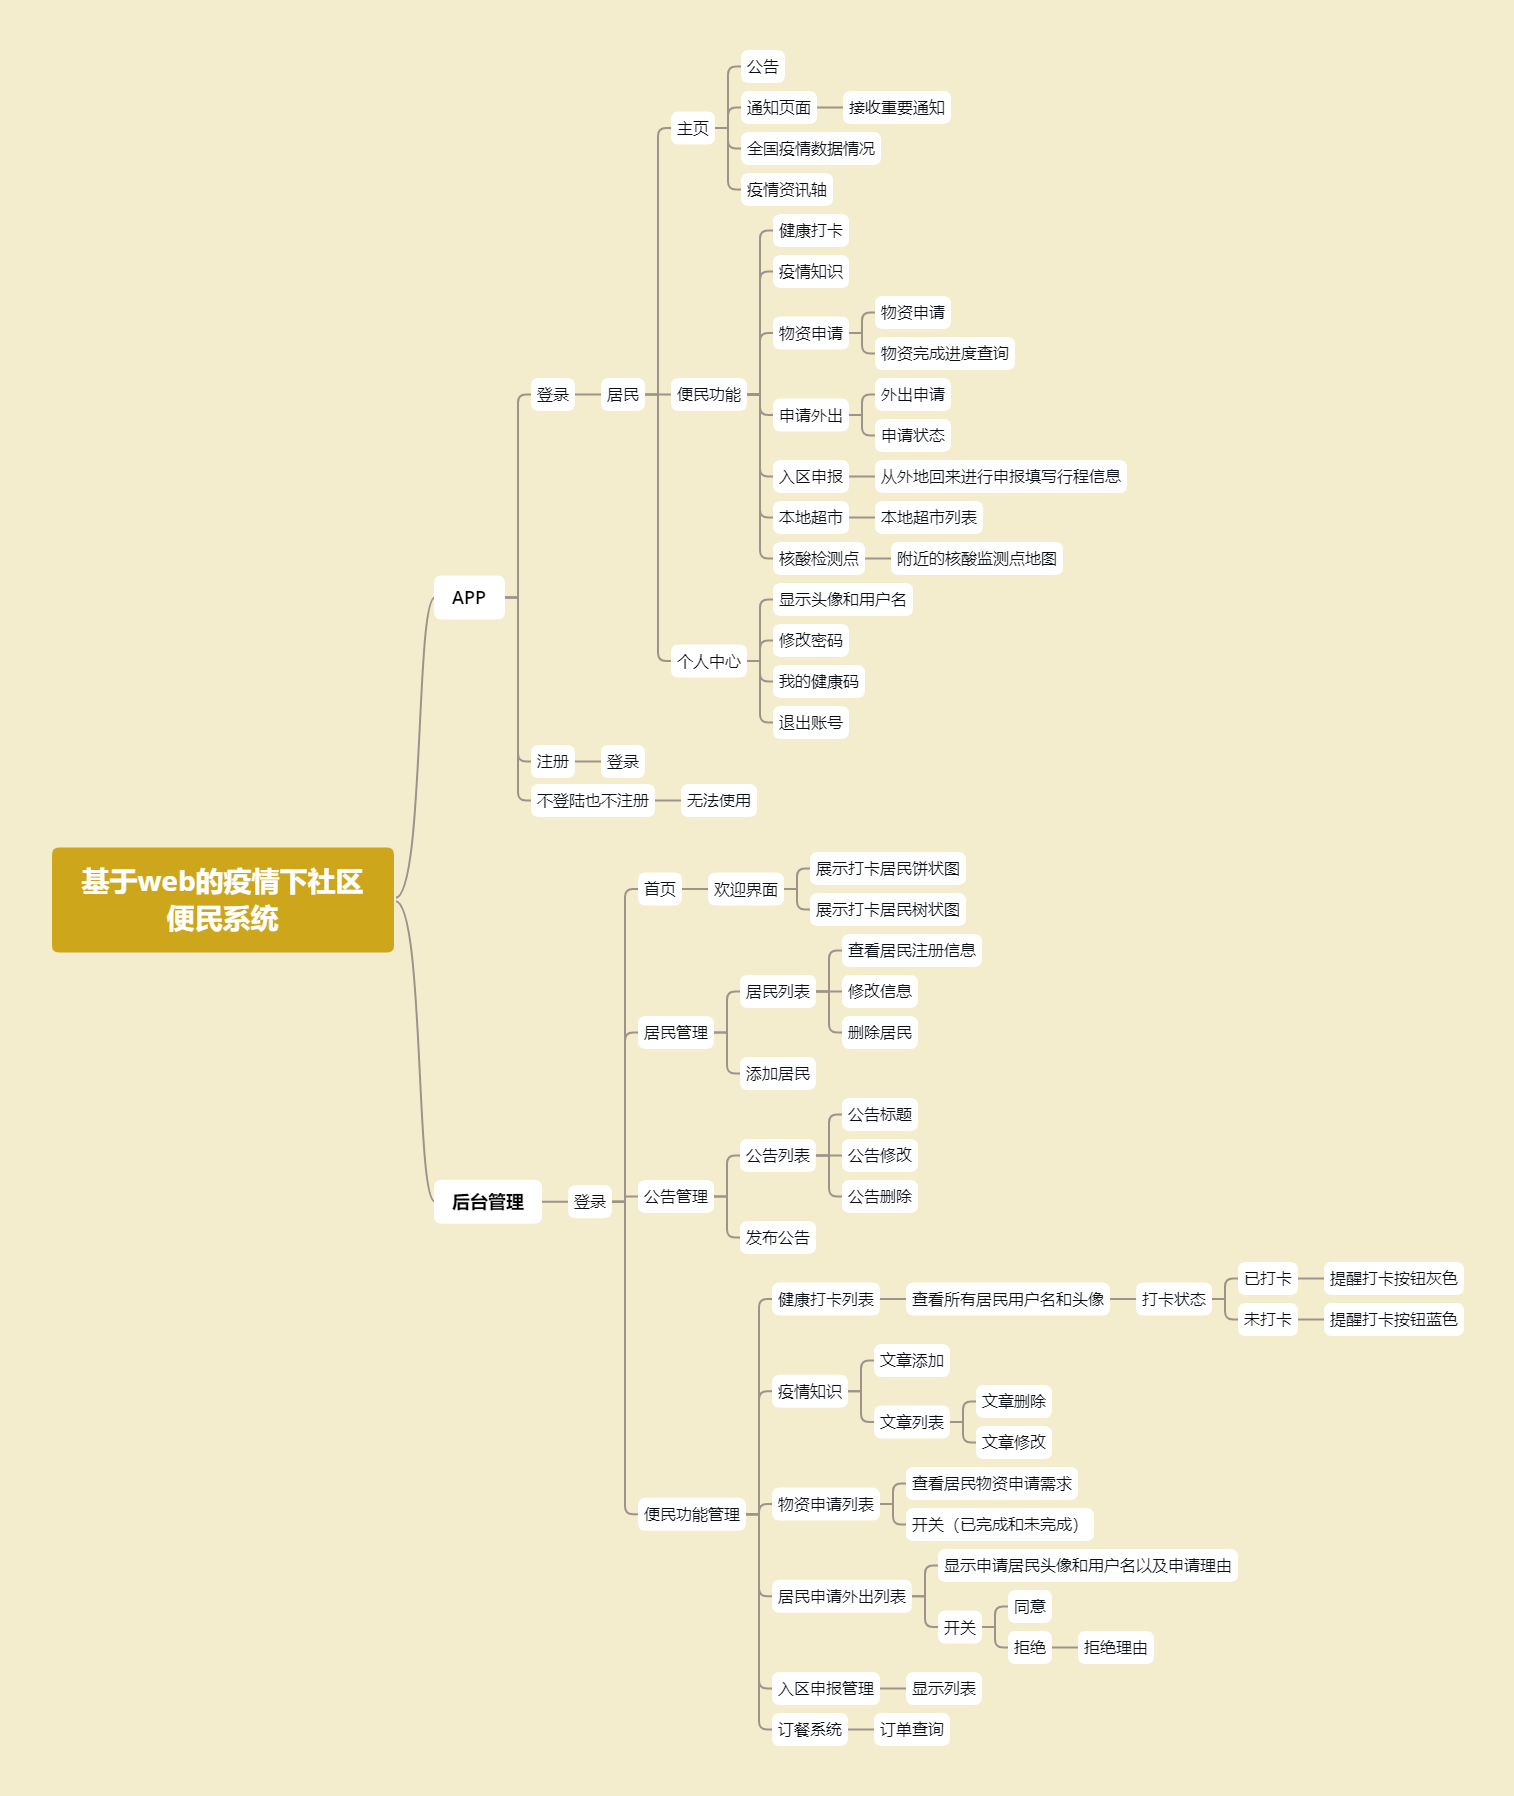 基于web的疫情下社区
便民系统
APP
登录
居民
主页
公告
通知页面
接收重要通知
全国疫情数据情况
疫情资讯轴
便民功能
健康打卡
疫情知识
物资申请
物资申请
物资完成进度查询
申请外出
外出申请
申请状态
入区申报
从外地回来进行申报填写行程信息
本地超市
本地超市列表
核酸检测点
附近的核酸监测点地图
个人中心
显示头像和用户名
修改密码
我的健康码
退出账号
注册
登录
不登陆也不注册
无法使用
后台管理
登录
首页
欢迎界面
展示打卡居民饼状图
展示打卡居民树状图
居民管理
居民列表
查看居民注册信息
修改信息
删除居民
添加居民
公告管理
公告列表
公告标题
公告修改
公告删除
发布公告
便民功能管理
健康打卡列表
查看所有居民用户名和头像
打卡状态
已打卡
提醒打卡按钮灰色
未打卡
提醒打卡按钮蓝色
疫情知识
文章添加
文章列表
文章删除
文章修改
物资申请列表
查看居民物资申请需求
开关（已完成和未完成）
居民申请外出列表
显示申请居民头像和用户名以及申请理由
开关
同意
拒绝
拒绝理由
入区申报管理
显示列表
订餐系统
订单查询